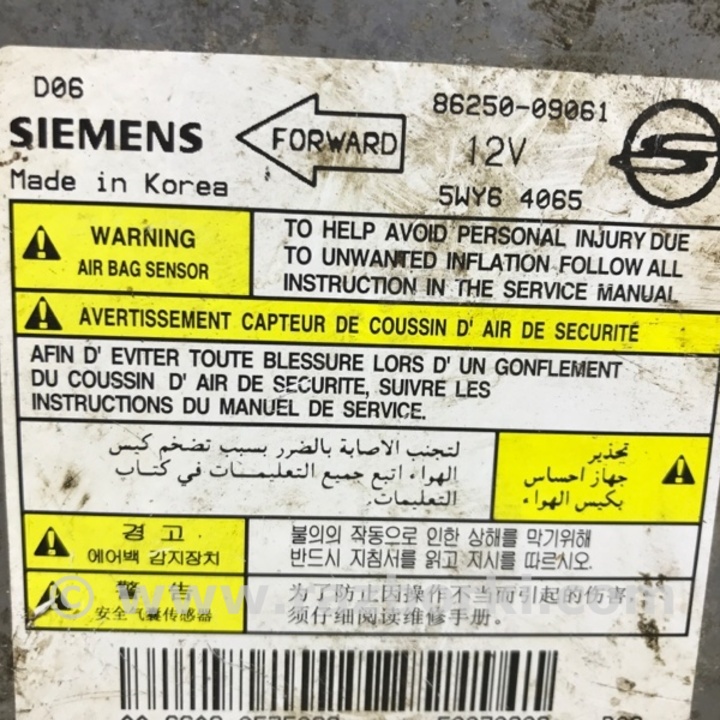 D06
86250-09061
SIEMENS
FORWARD
12V
Made in Korea
5WY6 4065
WARNING
AIR BAG SENSOR
TO HELP AVOID PERSONAL INJURY DUE
TO UNWANTED INFLATION FOLLOW ALL
INSTRUCTION IN THE SERVICE MANUAL
AVERTISSEMENT CAPTEUR DE COUSSIN D' AIR DE SECURITÉ
AFIN D' EVITER TOUTE BLESSURE LORS D' UN GONFLEMENT
DU COUSSIN D' AIR DE SECURITE, SUIVRE LES
INSTRUCTIONS DU MANUEL DE SERVICE.
تحذير
جهاز احساس
بكيس الهواء
لتجنب الاصابة بالضرر بسبب تضخم كيس
الهواء اتبع جميع التعليمات في كتاب
التعليمات.
경 고
에어백 감지장치
불의의 작동으로 인한 상해를 막기위해
반드시 지침서를 읽고 지시를 따르시오.
警 告
安全气囊传感器
为了防止因操作不当而引起的伤害,
须仔细阅读维修手册.